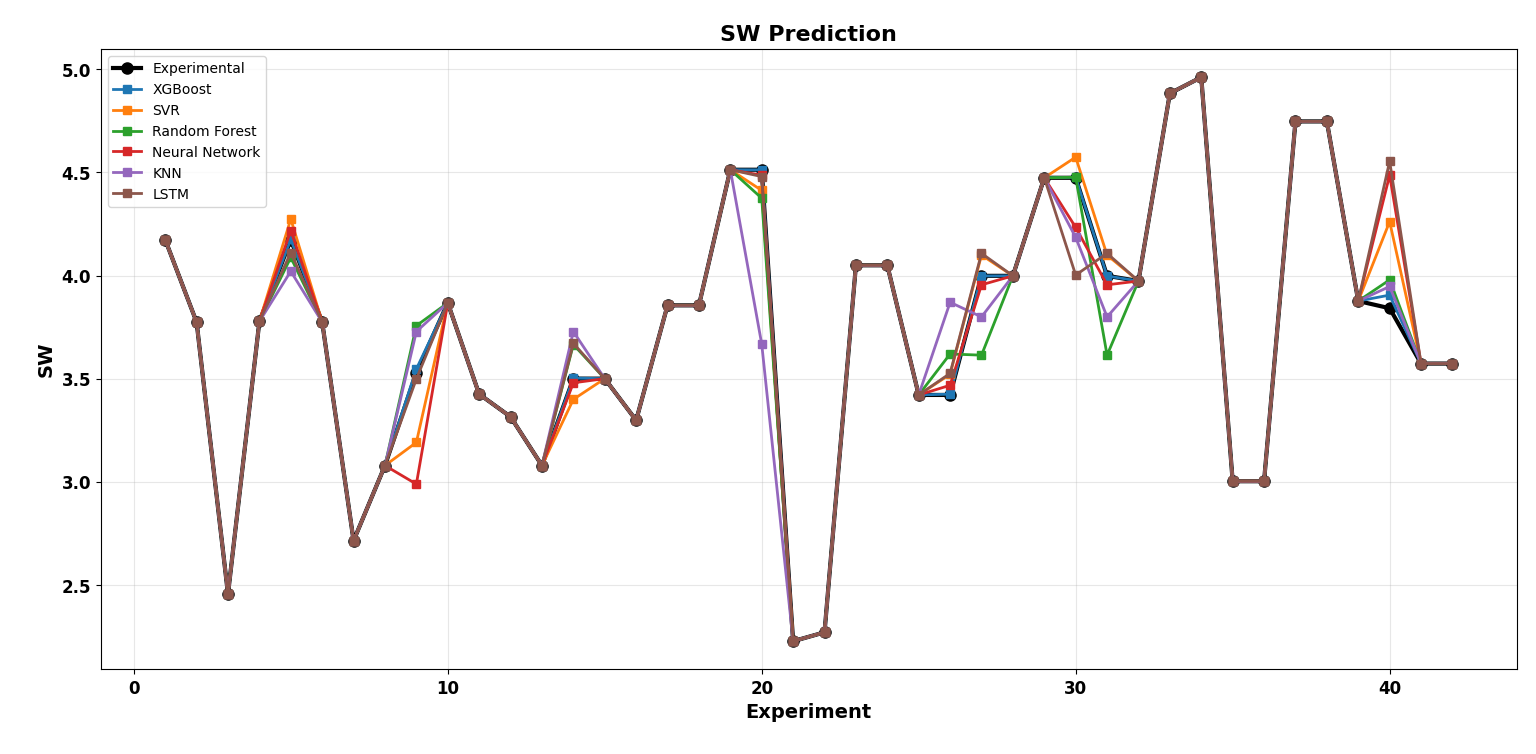 SW Prediction
Experimental
XGBoost
SVR
Random Forest
Neural Network
KNN
LSTM
5.0
4.5
4.0
3.5
3.0
2.5
SW
0 10 20 30 40
Experiment